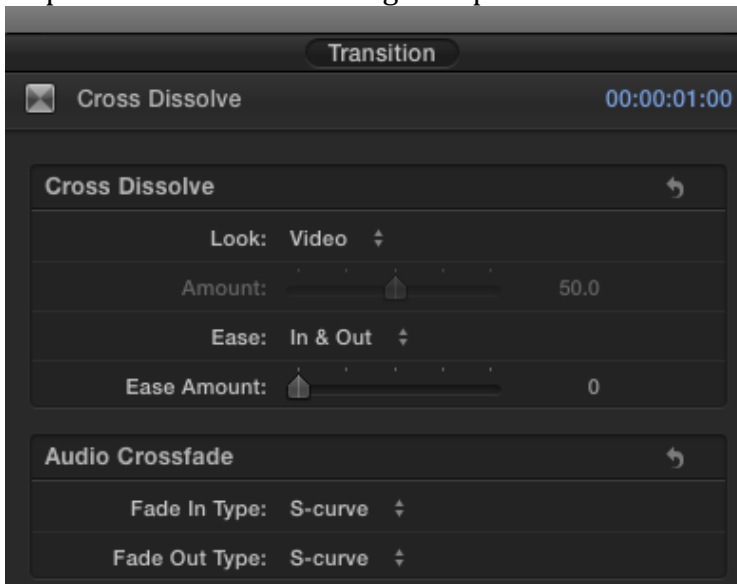 Transition
Cross Dissolve 00:00:01:00
Cross Dissolve
Look: Video
Amount: 50.0
Ease: In & Out
Ease Amount: 0
Audio Crossfade
Fade In Type: S-curve
Fade Out Type: S-curve